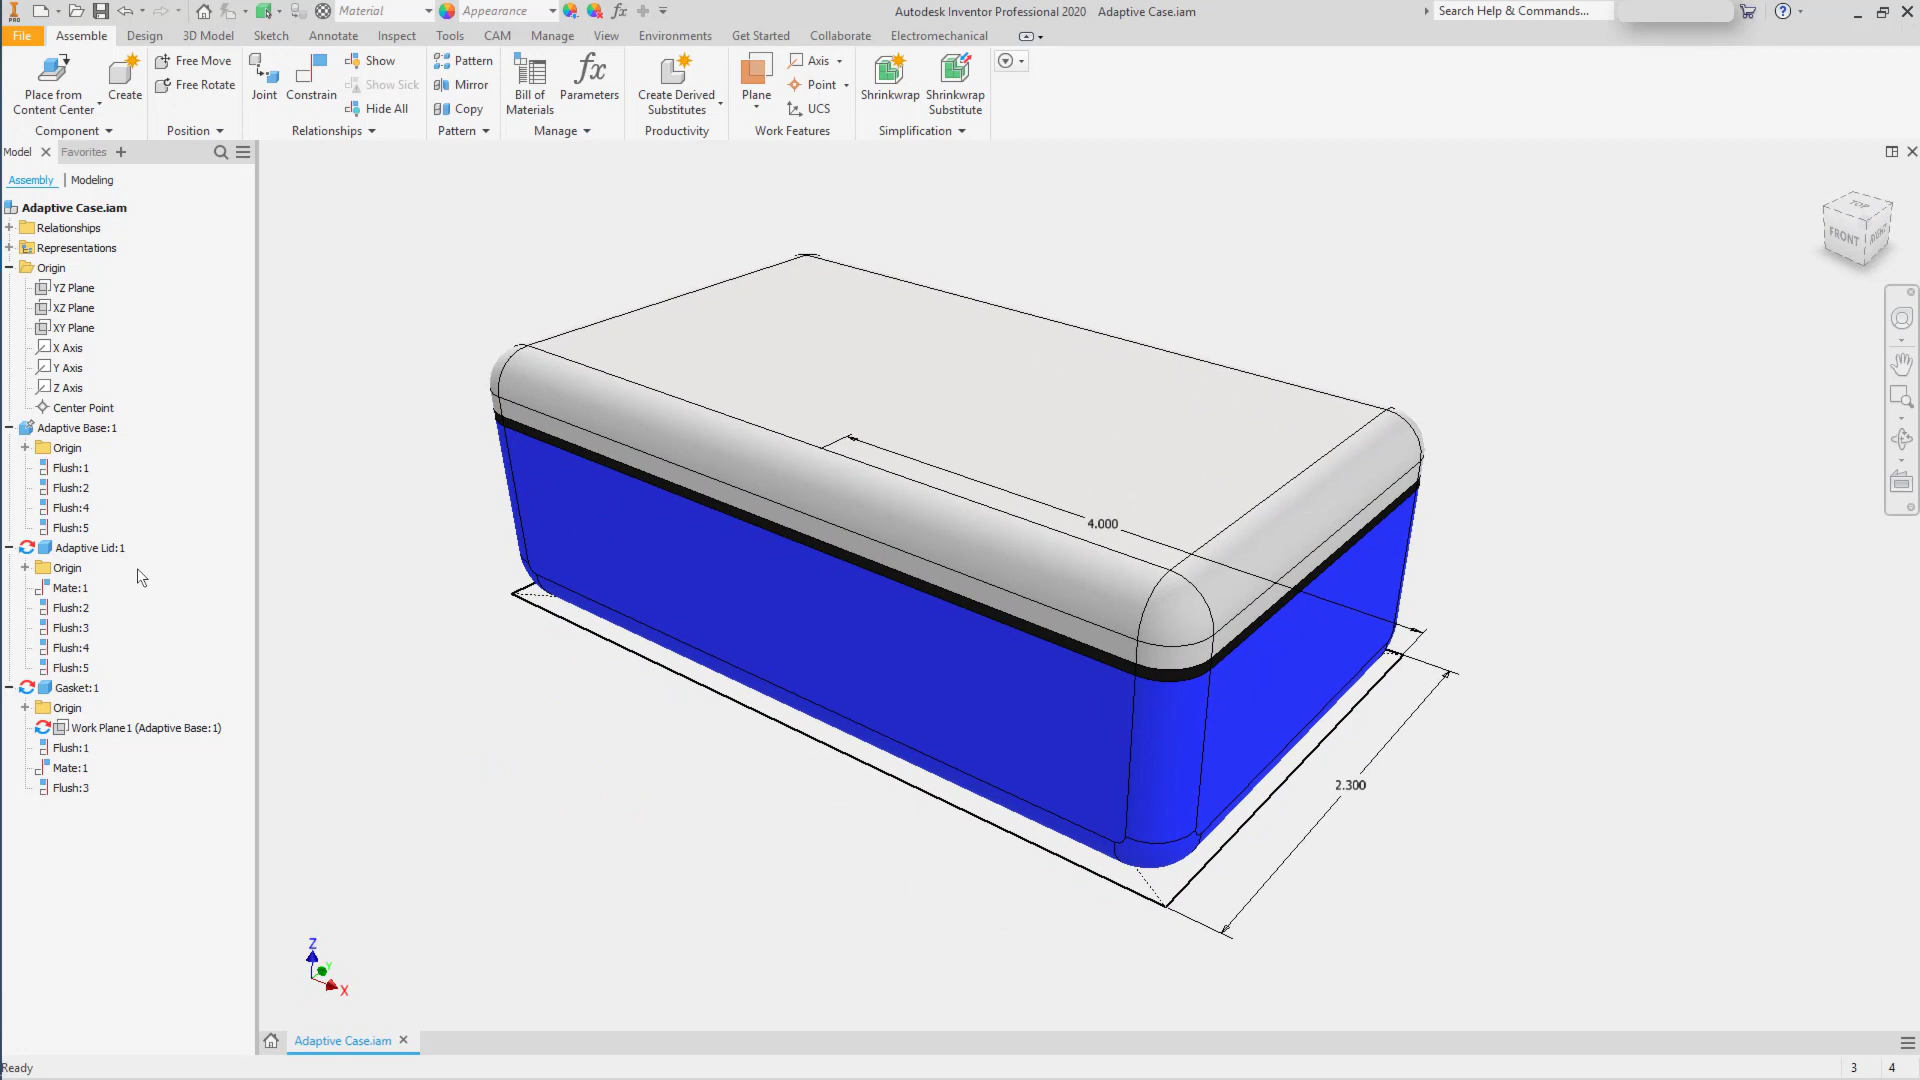 PRO Material Appearance fx Autodesk Inventor Professional 2020 Adaptive Case.iam Search Help & Commands...
File Assemble Design 3D Model Sketch Annotate Inspect Tools CAM Manage View Environments Get Started Collaborate Electromechanical
Place from Content Center
Create
Free Move
Free Rotate
Joint
Constrain
Show
Show Sick
Hide All
Pattern
Mirror
Copy
Bill of Materials
fx
Parameters
Create Derived Substitutes
Plane
Axis
Point
UCS
Shrinkwrap
Shrinkwrap Substitute
Component Position Relationships Pattern Manage Productivity Work Features Simplification
Model Favorites
Assembly | Modeling
Adaptive Case.iam
Relationships
Representations
Origin
YZ Plane
XZ Plane
XY Plane
X Axis
Y Axis
Z Axis
Center Point
Adaptive Base:1
Origin
Flush:1
Flush:2
Flush:4
Flush:5
Adaptive Lid:1
Origin
Mate:1
Flush:2
Flush:3
Flush:4
Flush:5
Gasket:1
Origin
Work Plane1 (Adaptive Base:1)
Flush:1
Mate:1
Flush:3
TOP
FRONT
RIGHT
4.000
2.300
Z
Y
X
Adaptive Case.iam
Ready
3 4